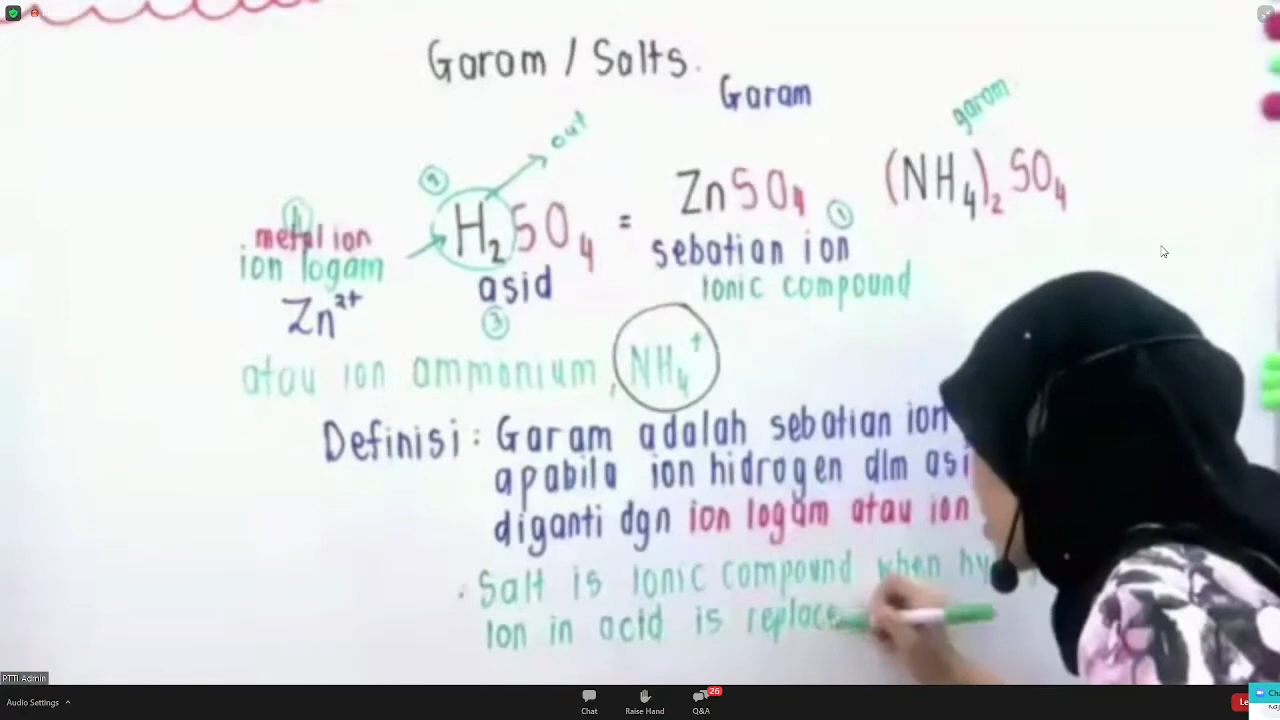 Garam / Salts.
Garam
garam
out
② 
H₂SO₄ = ZnSO₄ (NH₄)₂SO₄
①
metal ion
ion logam
Zn²⁺
asid
③
sebatian ion
Ionic compound
atau ion ammonium, NH₄⁺
Definisi : Garam adalah sebatian ion
apabila ion hidrogen dlm asi
diganti dgn ion logam atau ion
Salt is Ionic compound when hy
Ion in acid is replace
PTTI Admin
Audio Settings
Chat
Raise Hand
Q&A
26
Le
Cha